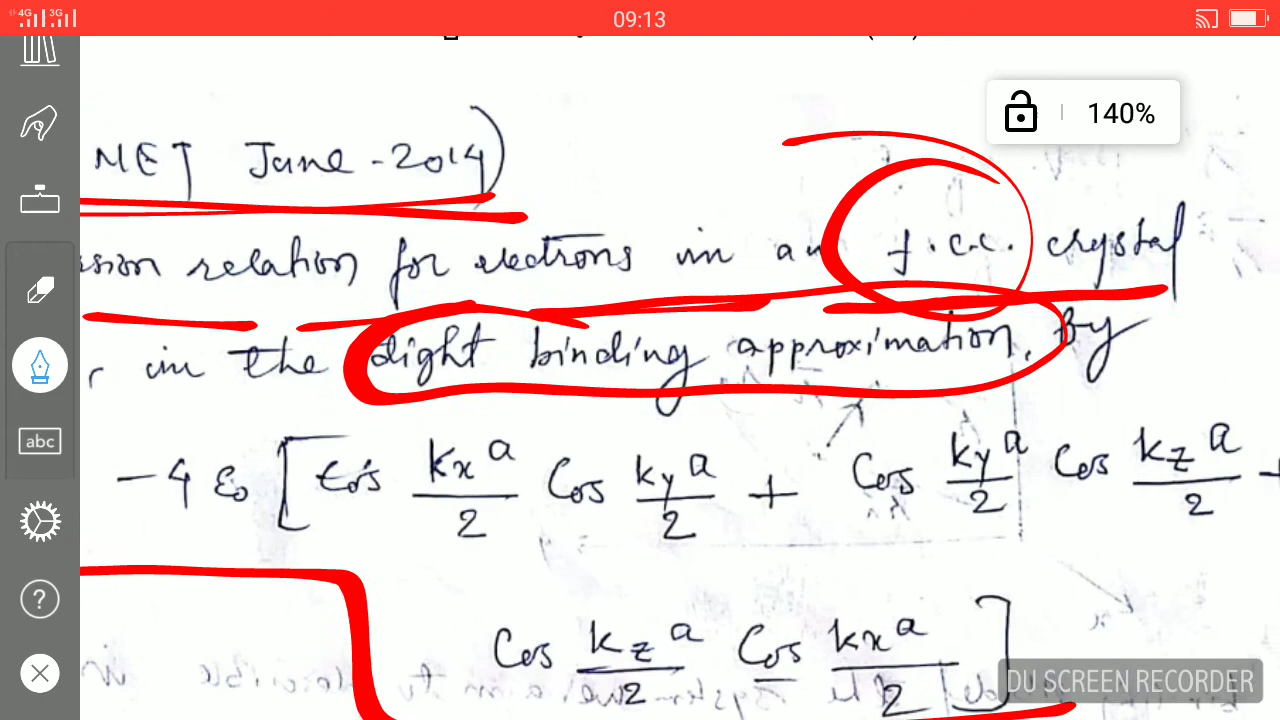 4G 3G 09:13
140%
NET June-2014)
sion relation for electrons in an f.c.c. crystal
in the tight binding approximation, by
-4 ε₀ [ Cos kxa/2 Cos kya/2 + Cos kya/2 Cos kza/2 +
Cos kza/2 Cos kxa/2 ]
abc
?
DU SCREEN RECORDER